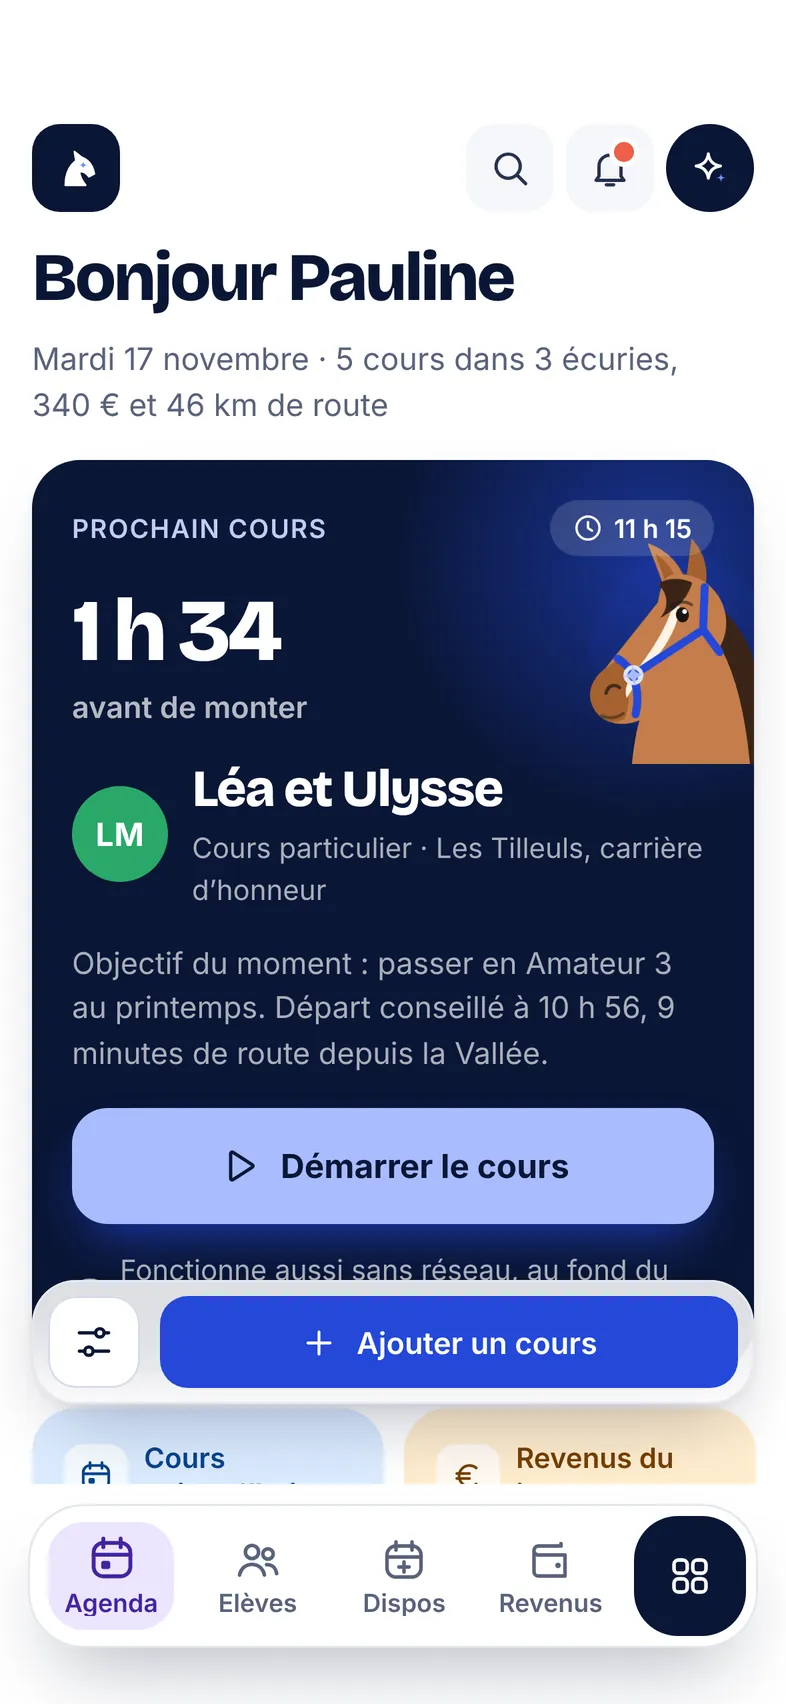 Bonjour Pauline
Mardi 17 novembre · 5 cours dans 3 écuries,
340 € et 46 km de route
PROCHAIN COURS
11 h 15
1 h 34
avant de monter
LM
Léa et Ulysse
Cours particulier · Les Tilleuls, carrière
d’honneur
Objectif du moment : passer en Amateur 3
au printemps. Départ conseillé à 10 h 56, 9
minutes de route depuis la Vallée.
Démarrer le cours
Fonctionne aussi sans réseau, au fond du
Ajouter un cours
Cours
€
Revenus du
Agenda
Elèves
Dispos
Revenus